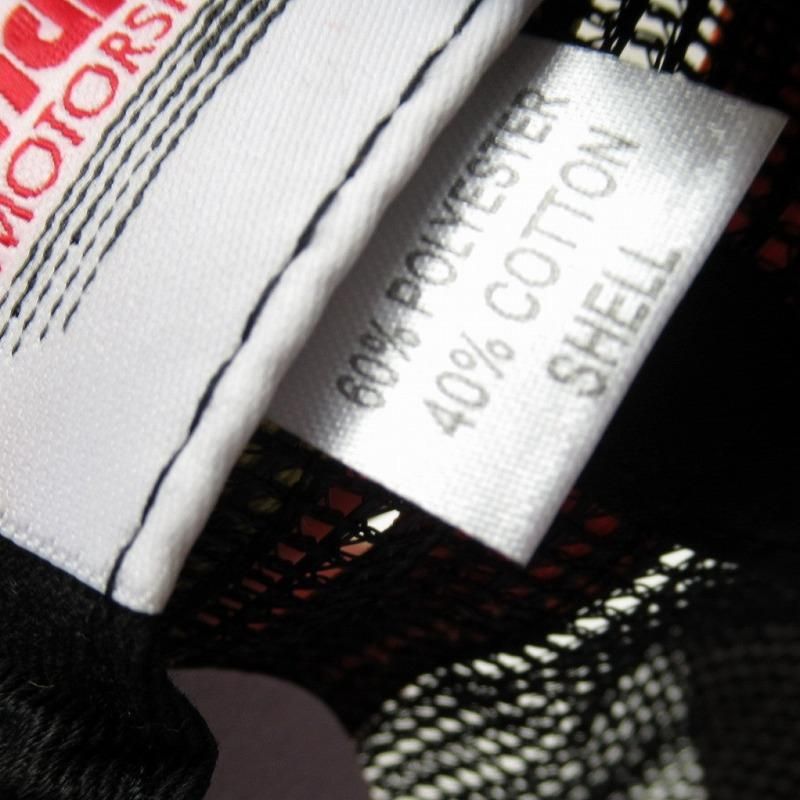 MOTORS
60% POLYESTER
40% COTTON
SHELL